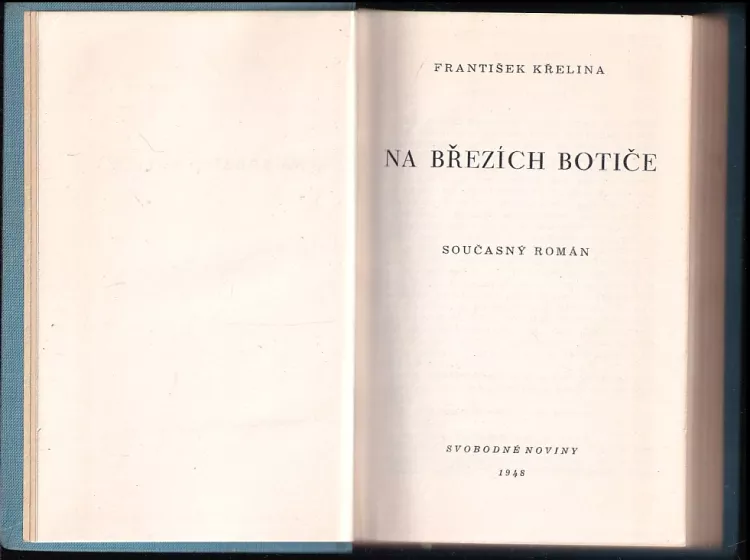 FRANTIŠEK KŘELINA
NA BŘEZÍCH BOTIČE
SOUČASNÝ ROMÁN
SVOBODNÉ NOVINY
1948